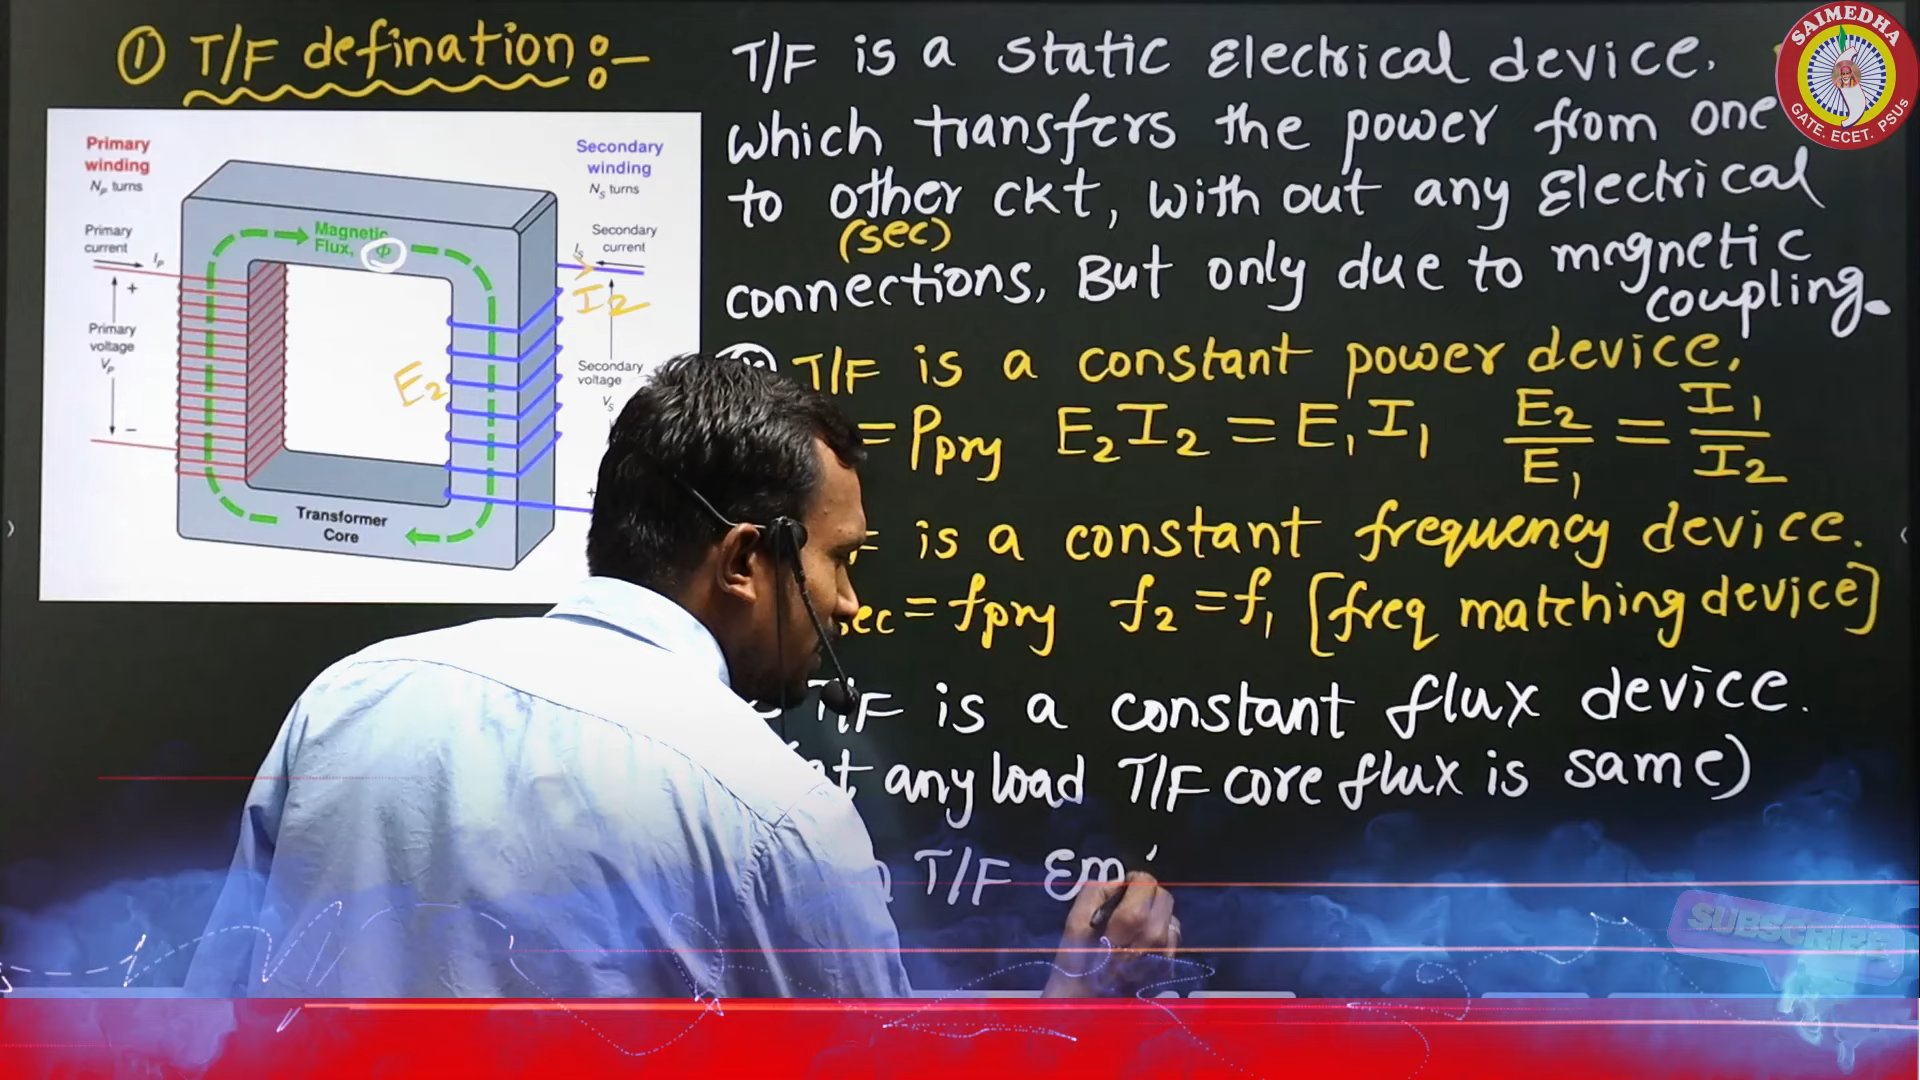 ① T/F defination:-
Primary
winding
Np turns
Primary
current
Ip
+
Primary
voltage
Vp
-
Magnetic
Flux, Φ
Transformer
Core
E2
Secondary
winding
Ns turns
Secondary
current
Is
I2
Secondary
voltage
Vs
+
T/F is a static Electrical device.
which transfers the power from one
to other ckt, with out any Electrical
(sec)
connections, But only due to magnetic
coupling.
T/F is a constant power device,
= Ppry E2I2 = E1I1 E2/E1 = I1/I2
is a constant frequency device.
sec = fpry f2 = f1 [freq matching device]
T/F is a constant flux device.
at any load T/F core flux is same)
T/F Em
SAIMEDHA
GATE. ECET. PSUs
SUBSCRIBE